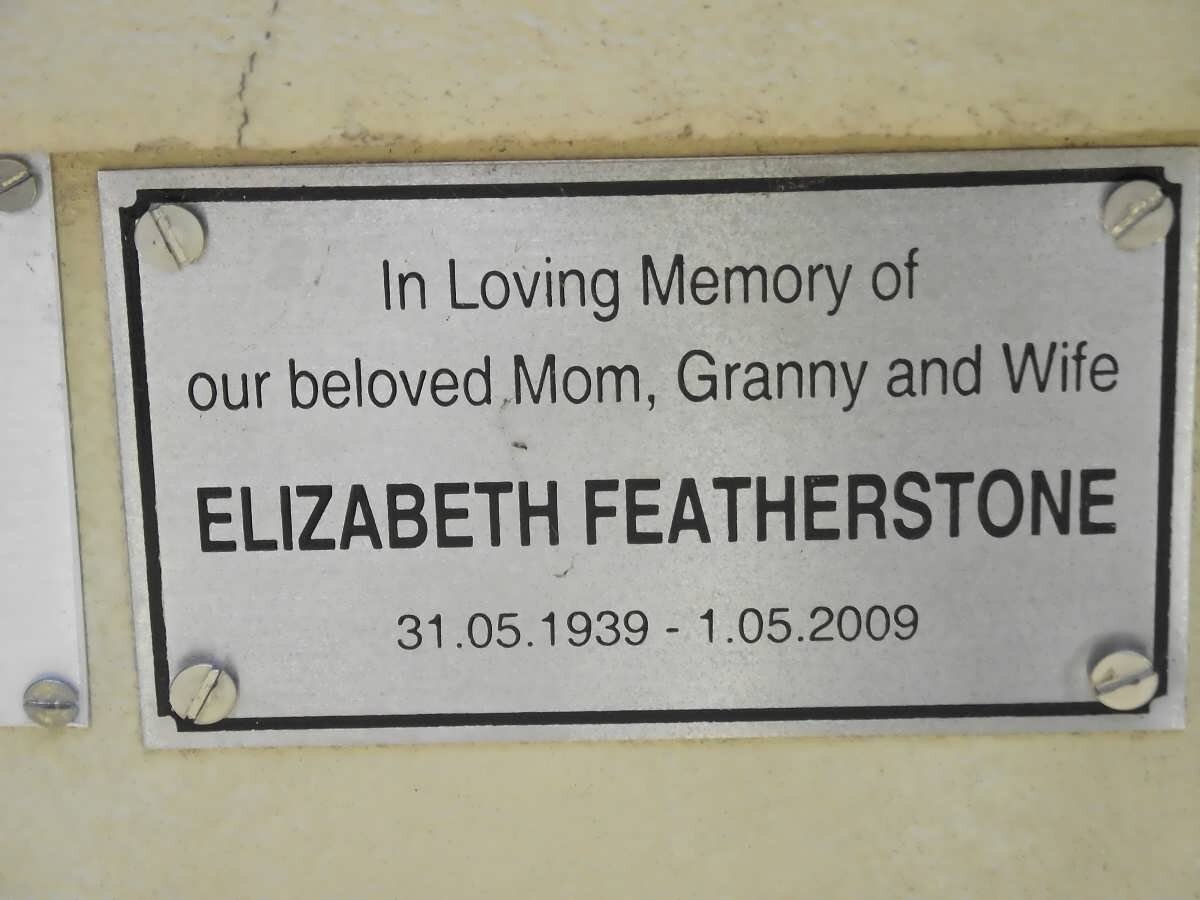 In Loving Memory of
our beloved Mom, Granny and Wife
ELIZABETH FEATHERSTONE
31.05.1939 - 1.05.2009